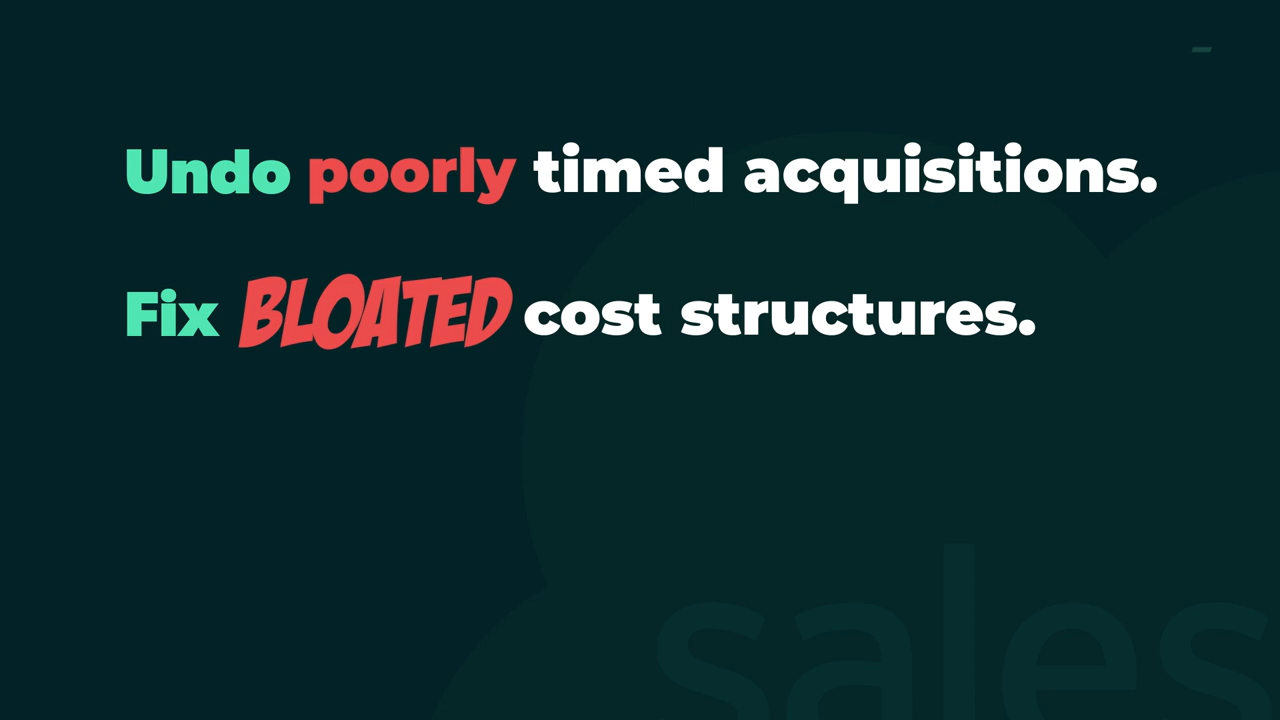 Undo poorly timed acquisitions.
Fix BLOATED cost structures.
sales